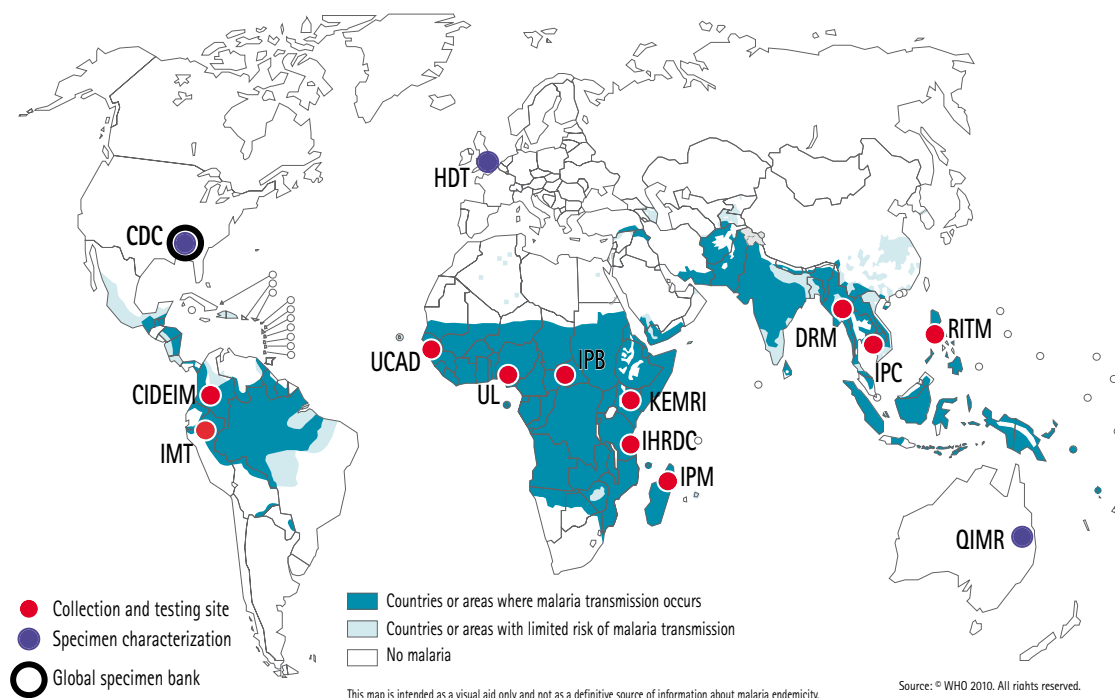 HDT
CDC
UCAD
UL
IPB
KEMRI
IHRDC
IPM
CIDEIM
IMT
DRM
IPC
RITM
QIMR
Collection and testing site
Specimen characterization
Global specimen bank
Countries or areas where malaria transmission occurs
Countries or areas with limited risk of malaria transmission
No malaria
This map is intended as a visual aid only and not as a definitive source of information about malaria endemicity.
Source: © WHO 2010. All rights reserved.